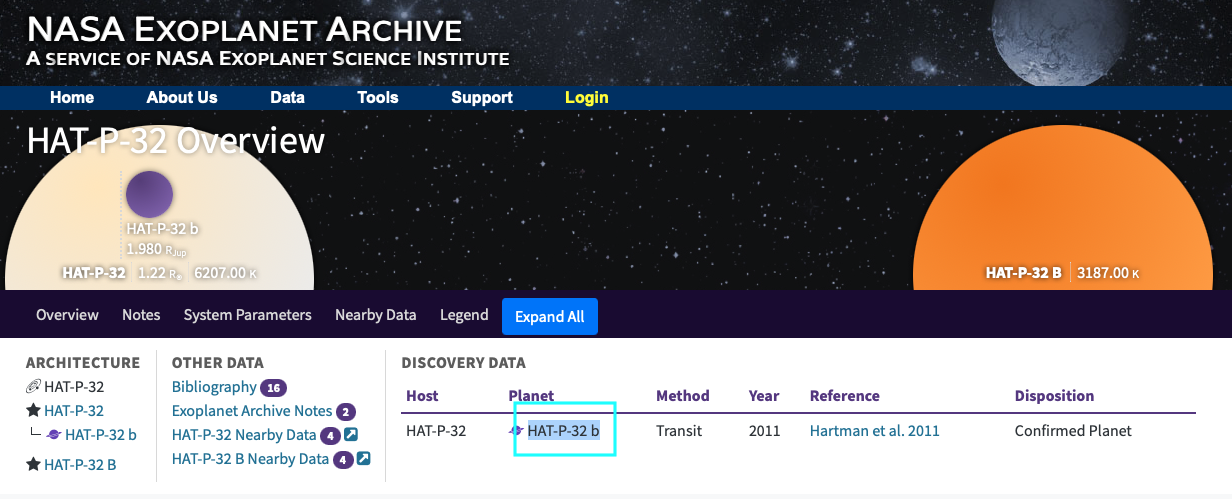 NASA EXOPLANET ARCHIVE
A SERVICE OF NASA EXOPLANET SCIENCE INSTITUTE
Home About Us Data Tools Support Login
HAT-P-32 Overview
HAT-P-32 b
1.980 RJup
HAT-P-32 1.22 R⊙ 6207.00 K
HAT-P-32 B 3187.00 K
Overview Notes System Parameters Nearby Data Legend Expand All
ARCHITECTURE
HAT-P-32
HAT-P-32
HAT-P-32 b
HAT-P-32 B
OTHER DATA
Bibliography 16
Exoplanet Archive Notes 2
HAT-P-32 Nearby Data 4
HAT-P-32 B Nearby Data 4
DISCOVERY DATA
Host Planet Method Year Reference Disposition
HAT-P-32 HAT-P-32 b Transit 2011 Hartman et al. 2011 Confirmed Planet